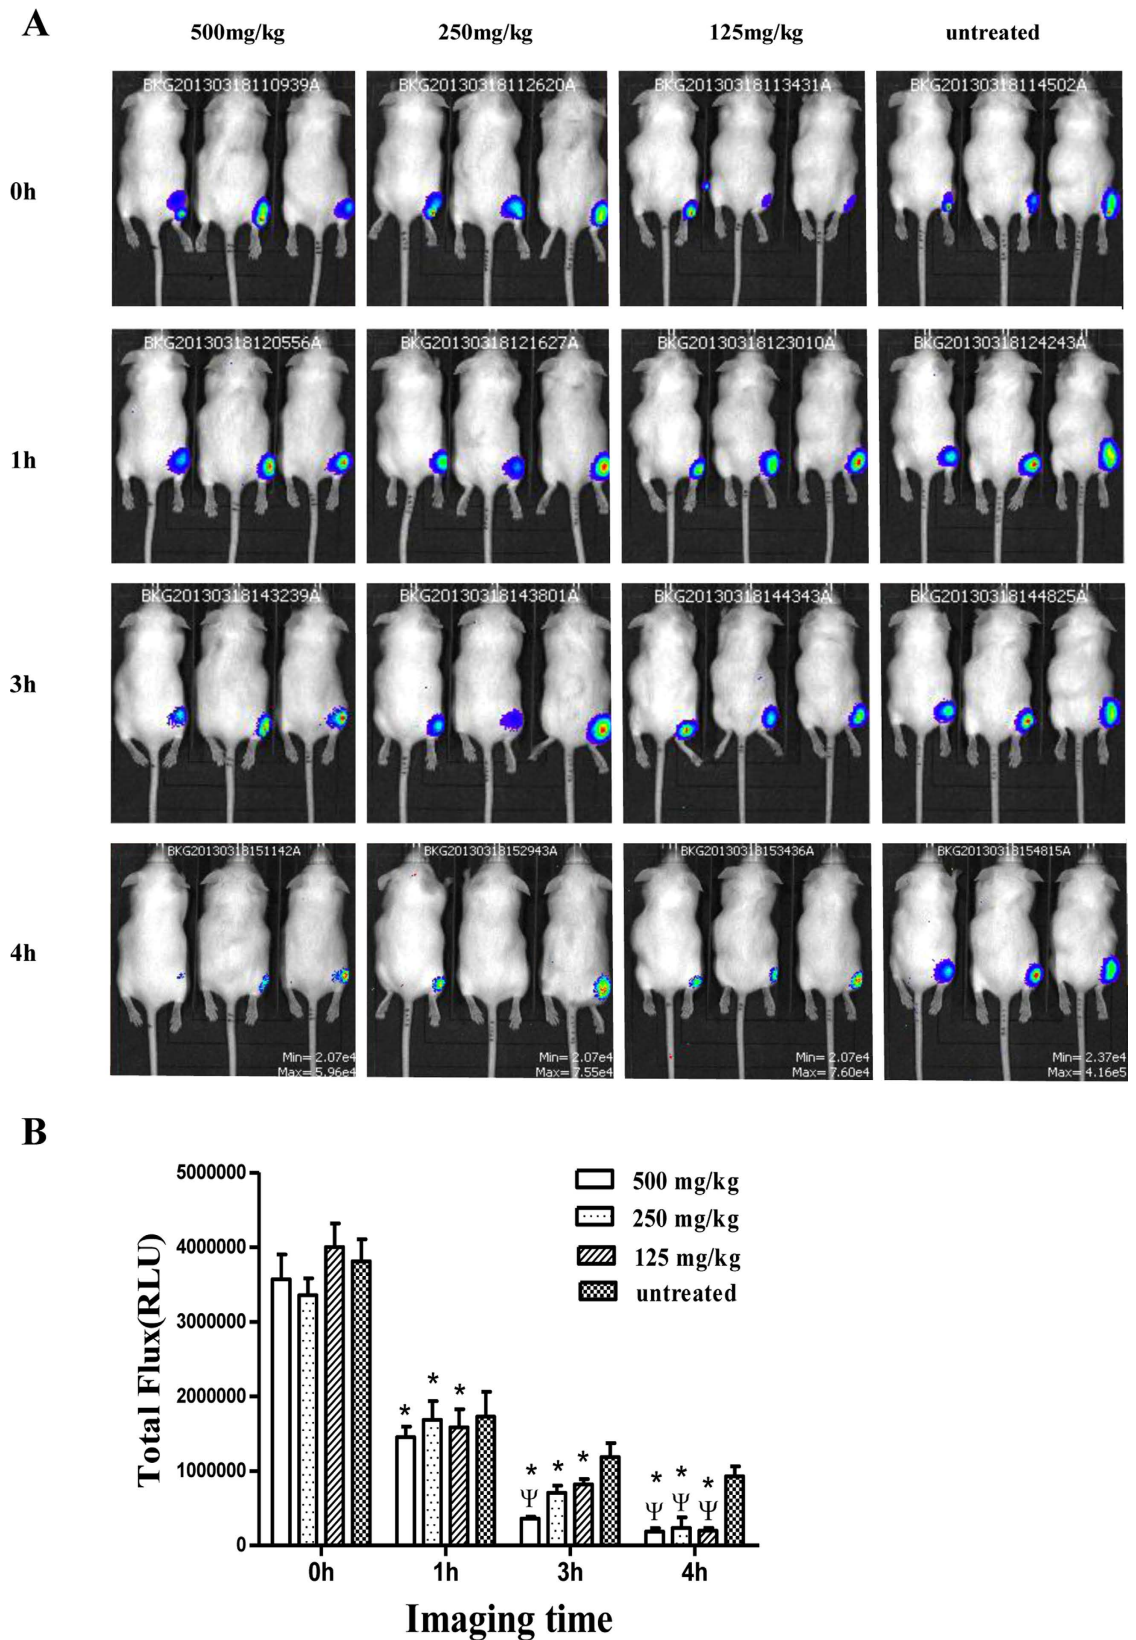 A
500mg/kg 250mg/kg 125mg/kg untreated
0h
BKG20130318110939A BKG20130318112620A BKG20130318113431A BKG20130318114502A
1h
BKG20130318120556A BKG20130318121627A BKG20130318123010A BKG20130318124243A
3h
BKG20130318143239A BKG20130318143801A BKG20130318144343A BKG20130318144825A
4h
BKG20130318151142A BKG20130318152943A BKG20130318153436A BKG20130318154815A
Min= 2.07e4 Min= 2.07e4 Min= 2.07e4 Min= 2.37e4
Max= 5.96e4 Max= 7.55e4 Max= 7.60e4 Max= 4.16e5
B
Total Flux(RLU)
5000000
4000000
3000000
2000000
1000000
0
500 mg/kg
250 mg/kg
125 mg/kg
untreated
* * *
* * *
Ψ
* * *
Ψ Ψ Ψ
0h 1h 3h 4h
Imaging time